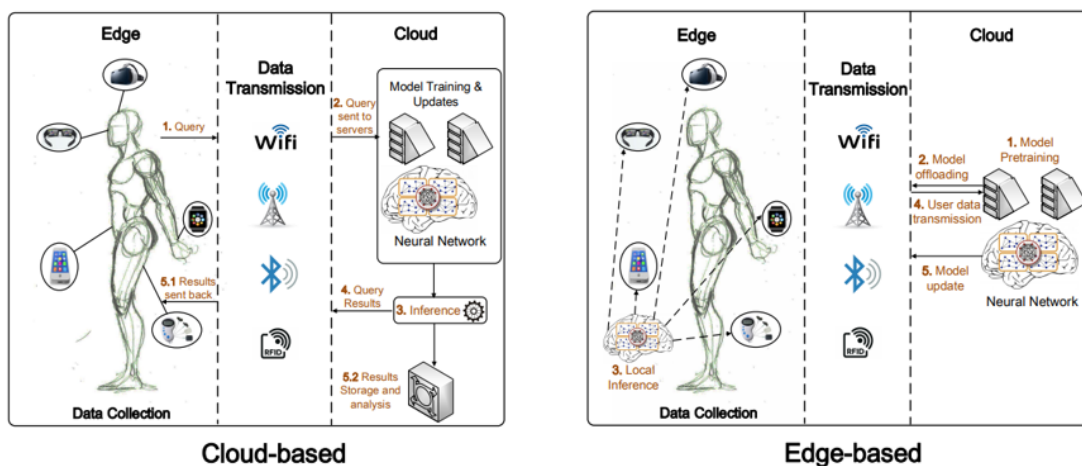 Edge
Data
Transmission
Cloud
1. Query
2. Query
sent to
servers
Model Training &
Updates
WiFi
Neural Network
5.1 Results
sent back
4. Query
Results
3. Inference
RFID
5.2 Results
Storage and
analysis
Data Collection
Cloud-based
Edge
Data
Transmission
Cloud
1. Model
Pretraining
2. Model
offloading
4. User data
transmission
WiFi
5. Model
update
Neural Network
RFID
3. Local
Inference
Data Collection
Edge-based